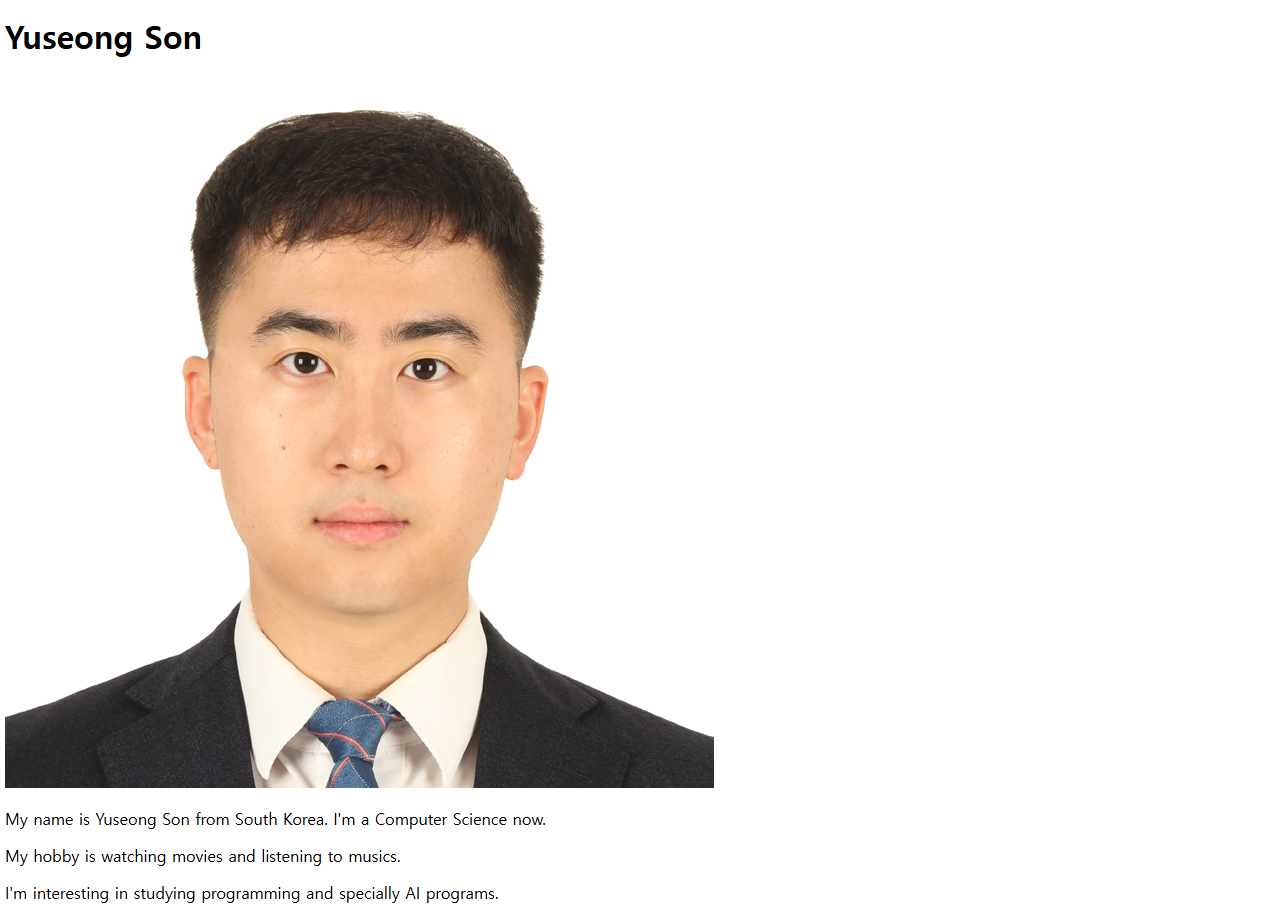 Yuseong Son
My name is Yuseong Son from South Korea. I'm a Computer Science now.
My hobby is watching movies and listening to musics.
I'm interesting in studying programming and specially AI programs.